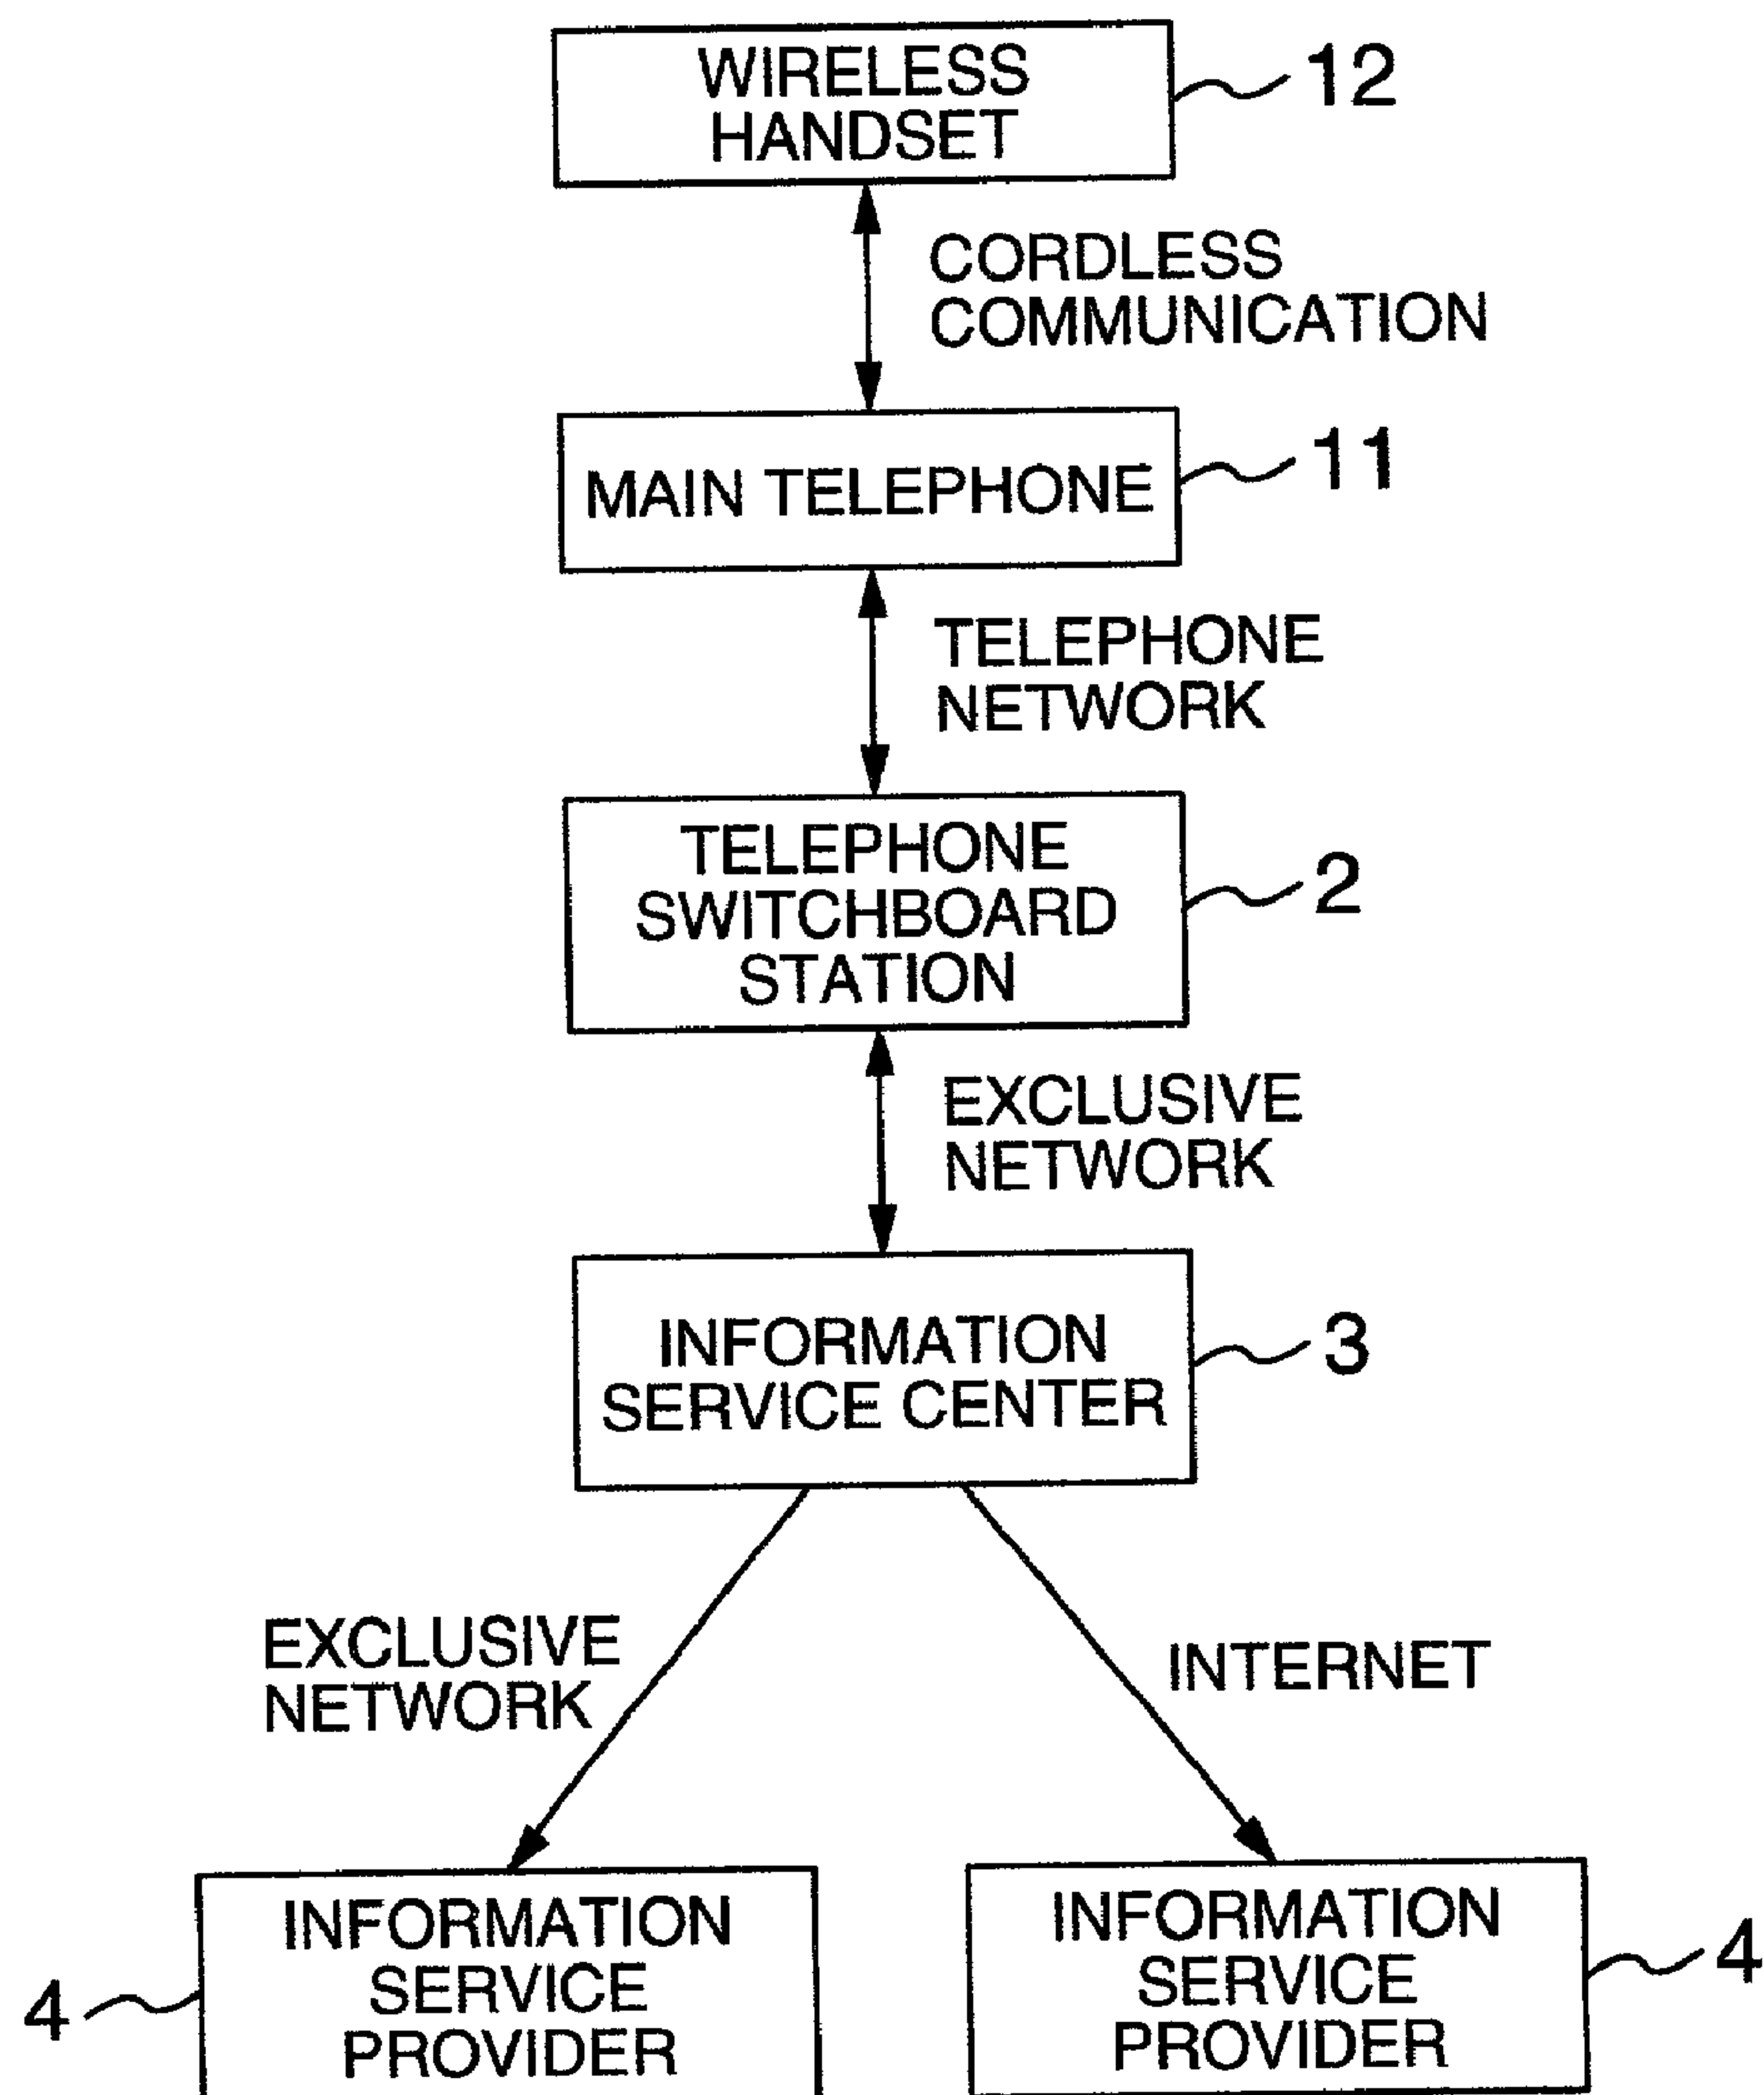 WIRELESS
HANDSET
12
CORDLESS
COMMUNICATION
MAIN TELEPHONE
11
TELEPHONE
NETWORK
TELEPHONE
SWITCHBOARD
STATION
2
EXCLUSIVE
NETWORK
INFORMATION
SERVICE CENTER
3
EXCLUSIVE
NETWORK
INTERNET
INFORMATION
SERVICE
PROVIDER
4
INFORMATION
SERVICE
PROVIDER
4